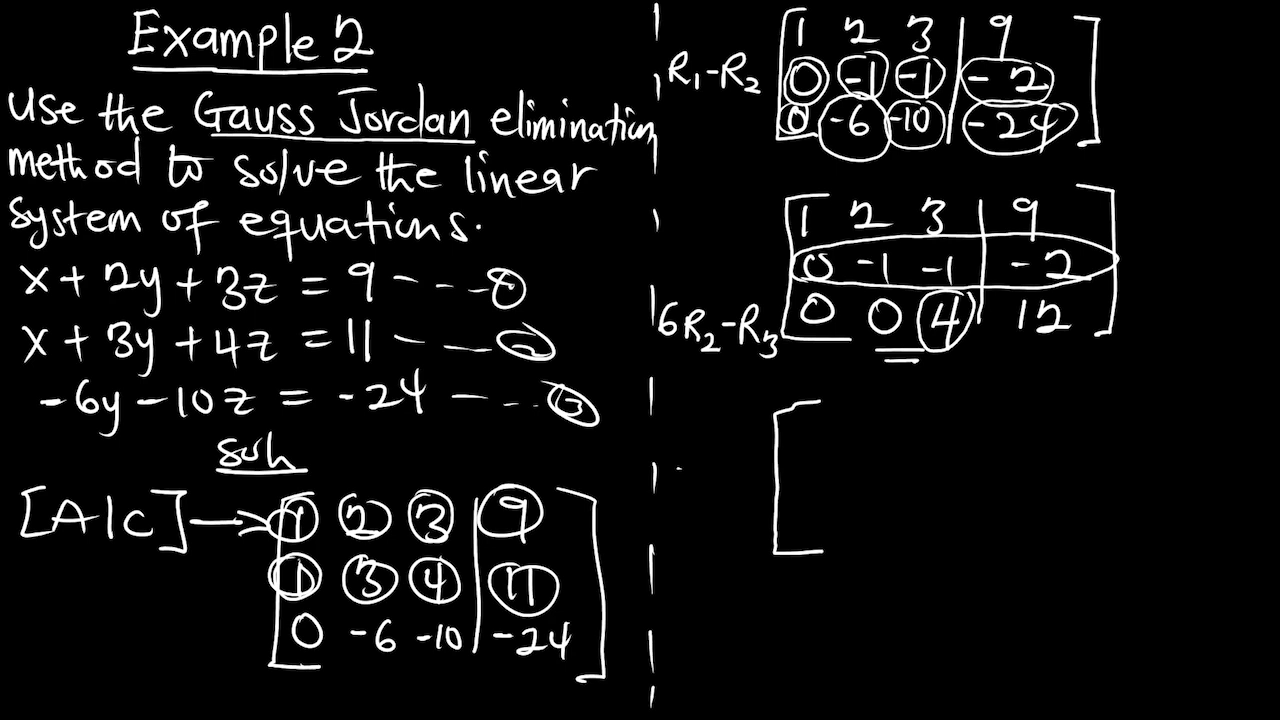 Example 2
Use the Gauss Jordan elimination
method to solve the linear
system of equations.
x + 2y + 3z = 9 - - - ①
x + 3y + 4z = 11 - - - ②
-6y - 10z = -24 - - - ③
soln
[A|C] → [1 2 3 | 9]
1 3 4 | 11
0 -6 -10 | -24
R1-R2 [1 2 3 | 9]
0 -1 -1 | -2
0 -6 -10 | -24
[1 2 3 | 9]
0 -1 -1 | -2
6R2-R3 0 0 4 | 12
[